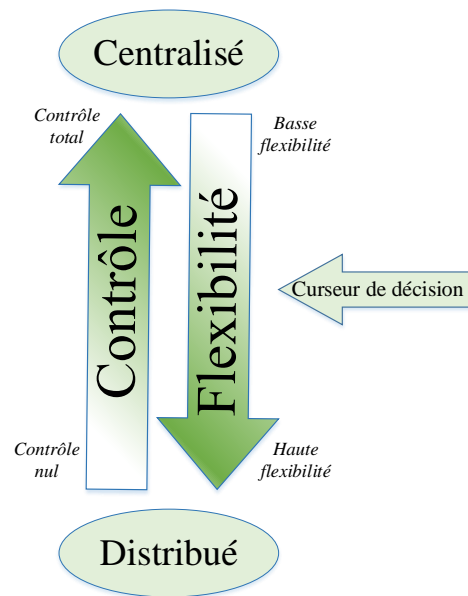 Centralisé
Contrôle
total
Basse
flexibilité
Contrôle
Flexibilité
Curseur de décision
Contrôle
nul
Haute
flexibilité
Distribué